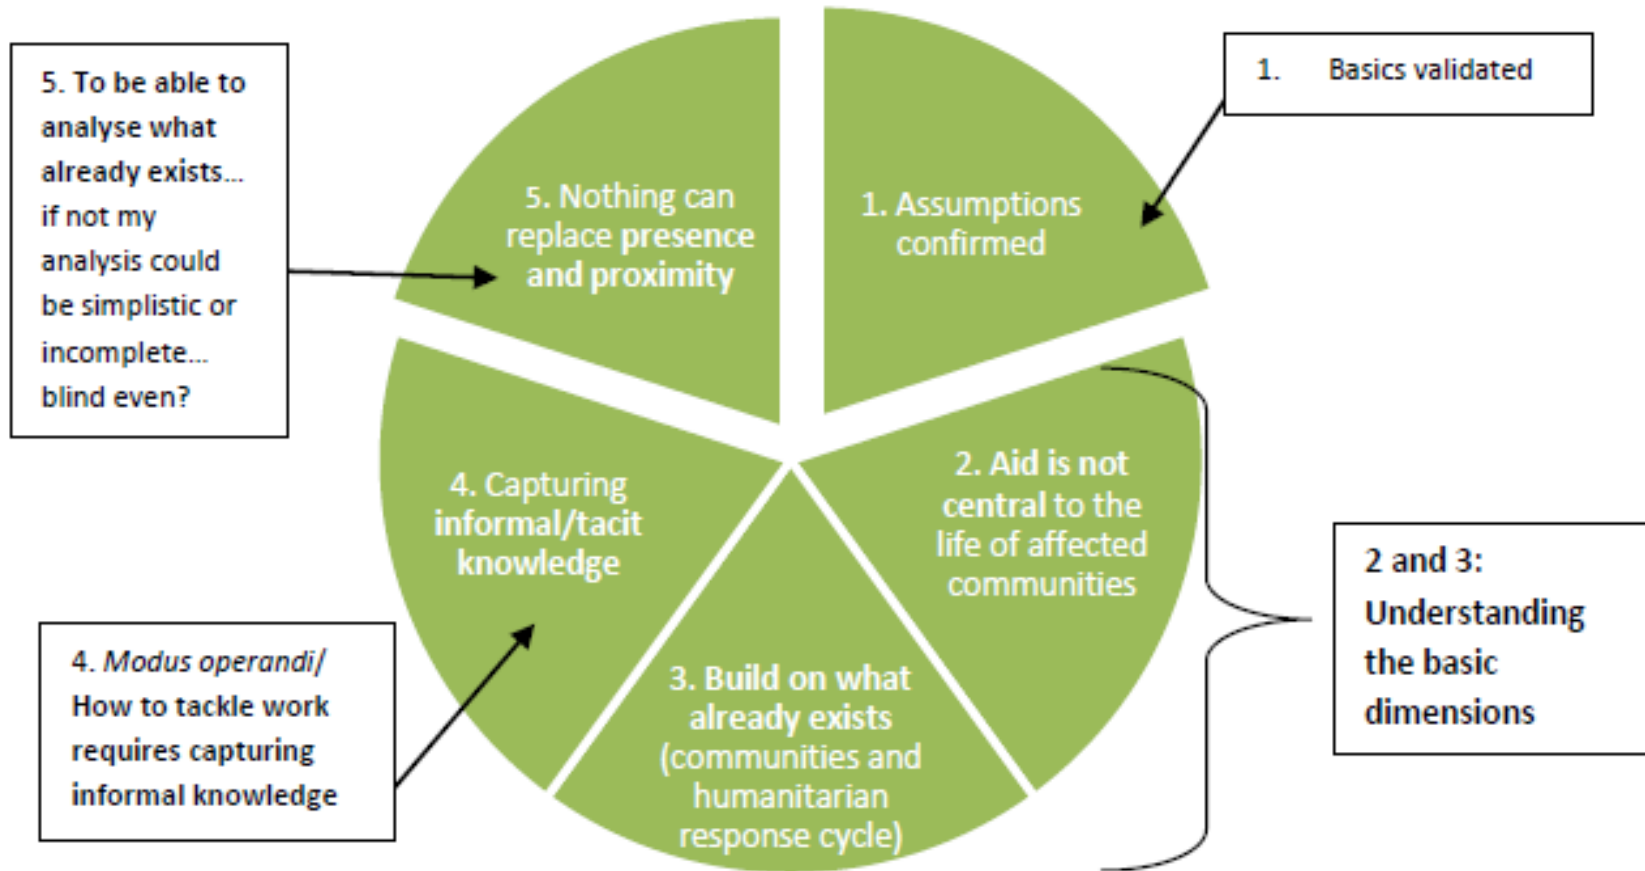 5. To be able to
analyse what
already exists...
if not my
analysis could
be simplistic or
incomplete...
blind even?
1. Basics validated
5. Nothing can
replace presence
and proximity
1. Assumptions
confirmed
2. Aid is not
central to the
life of affected
communities
4. Capturing
informal/tacit
knowledge
3. Build on what
already exists
(communities and
humanitarian
response cycle)
2 and 3:
Understanding
the basic
dimensions
4. Modus operandi/
How to tackle work
requires capturing
informal knowledge